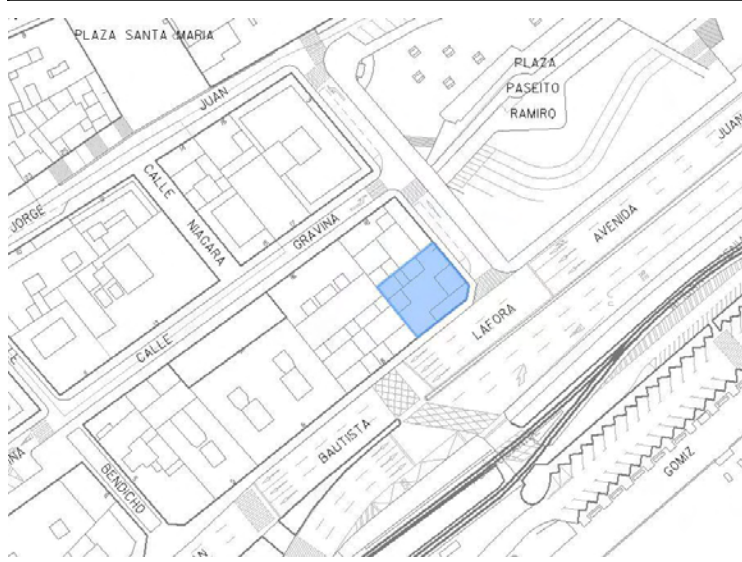 PLAZA SANTA MARIA
PLAZA
PASEITO
RAMIRO
JUAN
JORGE
CALLE
NIAGARA
GRAVINA
CALLE
AVENIDA
JUAN
LAFORA
BAUTISTA
BENDICHO
GOMIZ